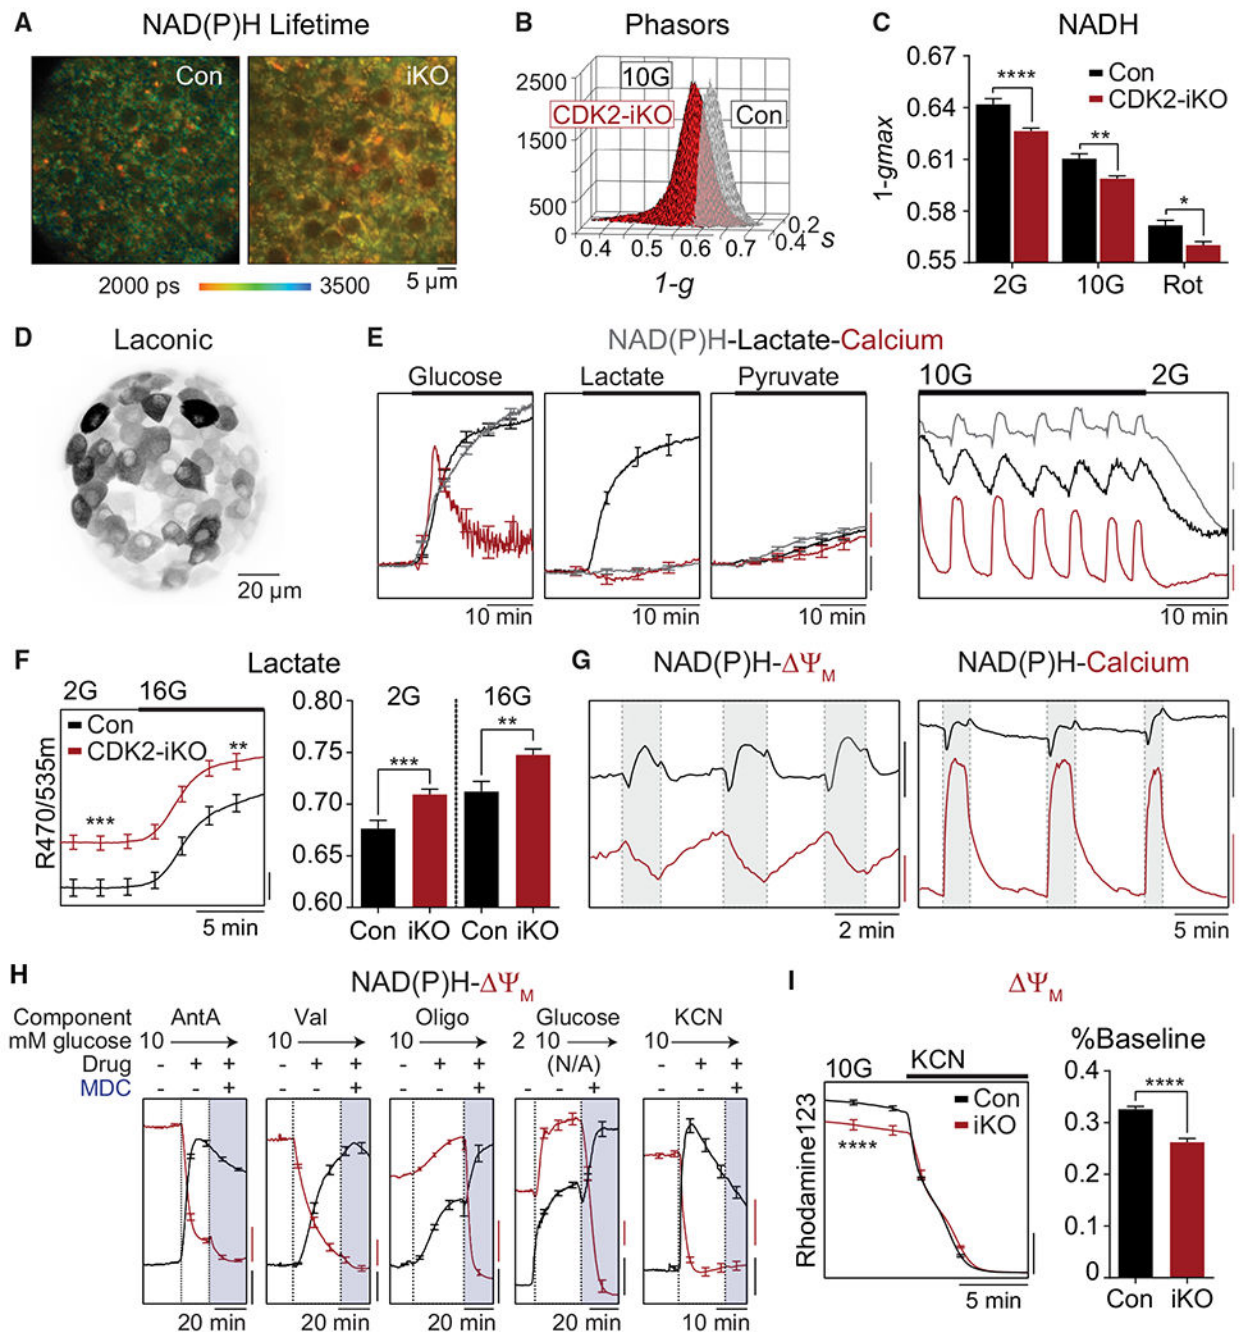 A NAD(P)H Lifetime
Con
iKO
2000 ps 3500
5 µm
B Phasors
2500
1500
500
0
10G
CDK2-iKO
Con
0.4 0.5 0.6 0.7
0.2
0.4 s
1-g
C NADH
0.67
0.64
0.61
0.58
0.55
1-gmax
Con
CDK2-iKO
****
**
*
2G 10G Rot
D Laconic
20 µm
E NAD(P)H-Lactate-Calcium
Glucose Lactate Pyruvate
10G 2G
10 min 10 min 10 min 10 min
F Lactate
2G 16G
Con
CDK2-iKO
***
**
R470/535m
5 min
0.80
0.75
0.70
0.65
0.60
2G 16G
***
**
Con iKO Con iKO
G NAD(P)H-ΔΨM
NAD(P)H-Calcium
2 min
5 min
H NAD(P)H-ΔΨM
Component AntA Val Oligo Glucose KCN
mM glucose 10 10 10 2 10 10
Drug - + + - + + - + + (N/A) - + +
MDC - + - + - + - + - +
20 min 20 min 20 min 20 min 10 min
I ΔΨM
10G KCN
Con
iKO
****
Rhodamine123
5 min
%Baseline
0.4
0.3
0.2
0.1
0
****
Con iKO